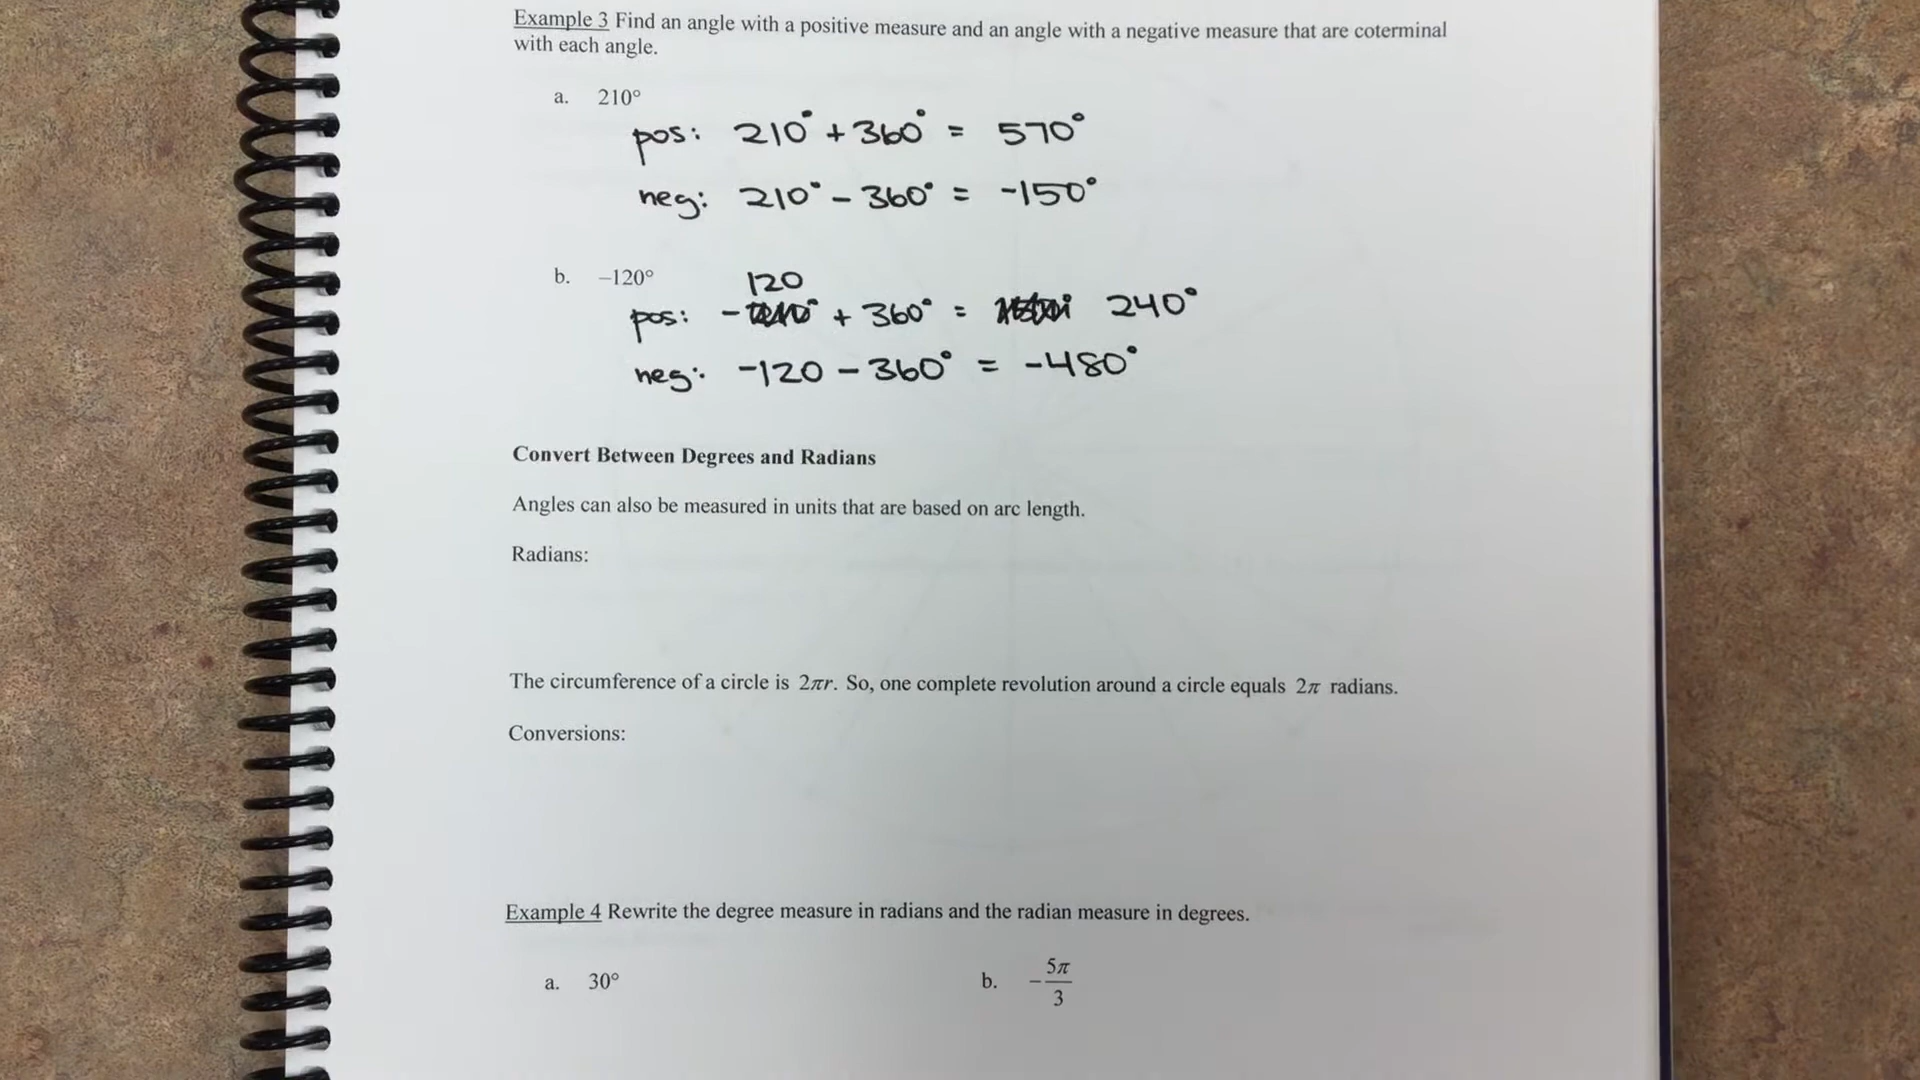 Example 3 Find an angle with a positive measure and an angle with a negative measure that are coterminal
with each angle.
a. 210°
pos: 210° + 360° = 570°
neg: 210° - 360° = -150°
b. –120°
120
pos: - ° + 360° = 240°
neg: -120 - 360° = -480°
Convert Between Degrees and Radians
Angles can also be measured in units that are based on arc length.
Radians:
The circumference of a circle is 2πr. So, one complete revolution around a circle equals 2π radians.
Conversions:
Example 4 Rewrite the degree measure in radians and the radian measure in degrees.
a. 30° b. -5π/3